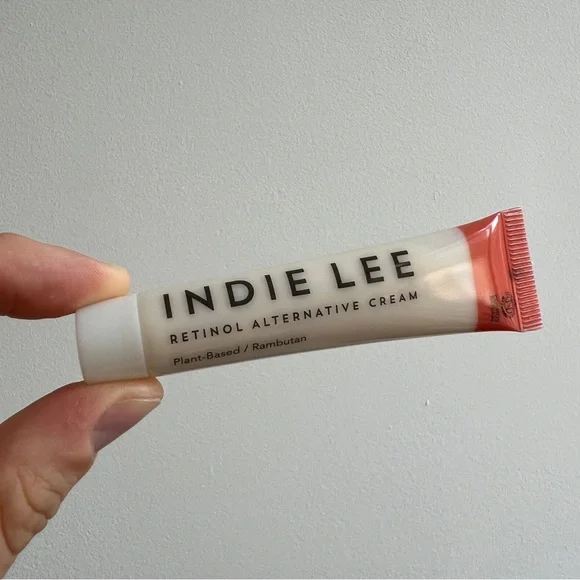 INDIE LEE
RETINOL ALTERNATIVE CREAM
Plant-Based / Rambutan